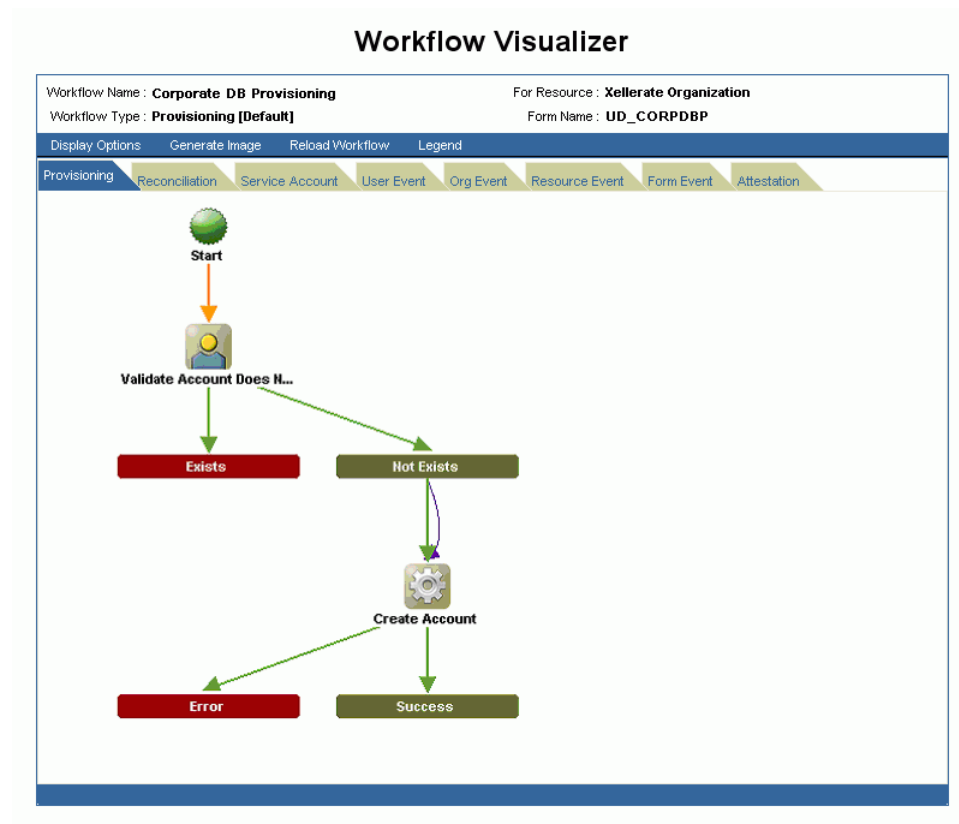 Workflow Visualizer
Workflow Name : Corporate DB Provisioning For Resource : Xellerate Organization
Workflow Type : Provisioning [Default] Form Name : UD_CORPDBP
Display Options Generate Image Reload Workflow Legend
Provisioning Reconciliation Service Account User Event Org Event Resource Event Form Event Attestation
Start
Validate Account Does N...
Exists Not Exists
Create Account
Error Success